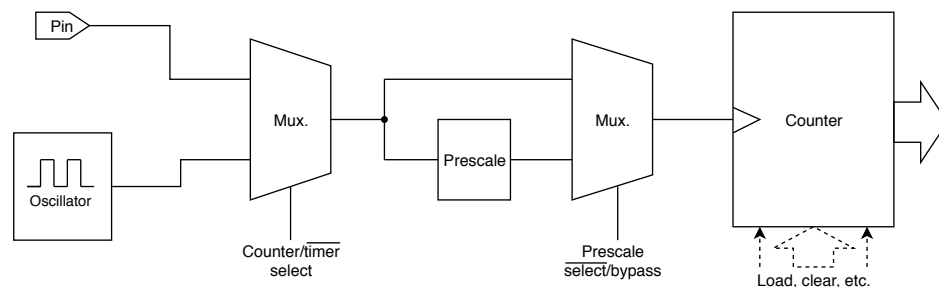 Pin
Mux.
Mux.
Counter
Prescale
Oscillator
Counter/timer
select
Prescale
select/bypass
Load, clear, etc.